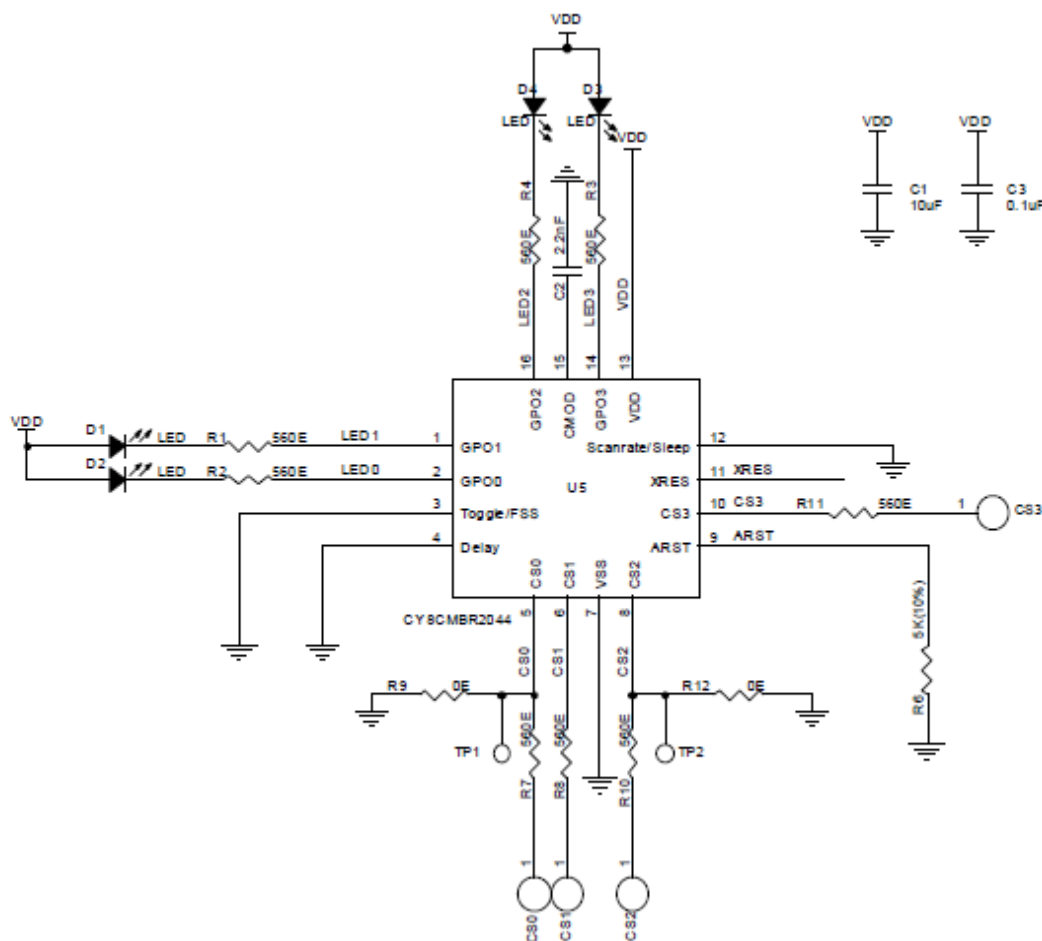 VDD
D4
D3
LED
LED
VDD
VDD
VDD
R4
R3
C1
10uF
C3
0.1uF
560E
2.2nF
560E
C2
LED2
LED3
VDD
16
15
14
13
VDD
D1
LED
R1
560E
LED1
1
GPO1
GPO2
CMOD
GPO3
VDD
Scanrate/Sleep
12
D2
LED
R2
560E
LED0
2
GPO0
U5
XRES
11
XRES
3
Toggle/FSS
CS3
10
CS3
R11
560E
1
CS3
4
Delay
ARST
9
ARST
CS0
CS1
VSS
CS2
CY8CMBR2044
5
6
7
8
5K(10%)
R6
CS0
CS1
CS2
R9
0E
R12
0E
TP1
560E
560E
560E
TP2
R7
R8
R10
1
1
1
CS0
CS1
CS2